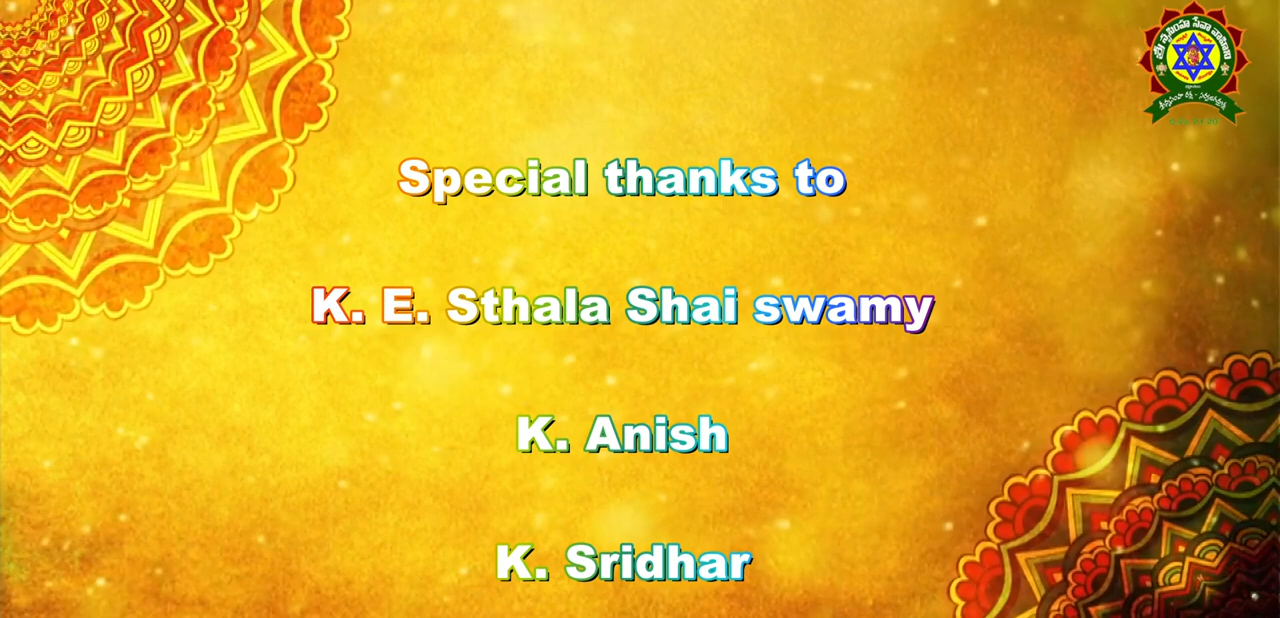 శ్రీ నృసింహ సేవా వాహిని
Special thanks to
K. E. Sthala Shai swamy
K. Anish
K. Sridhar